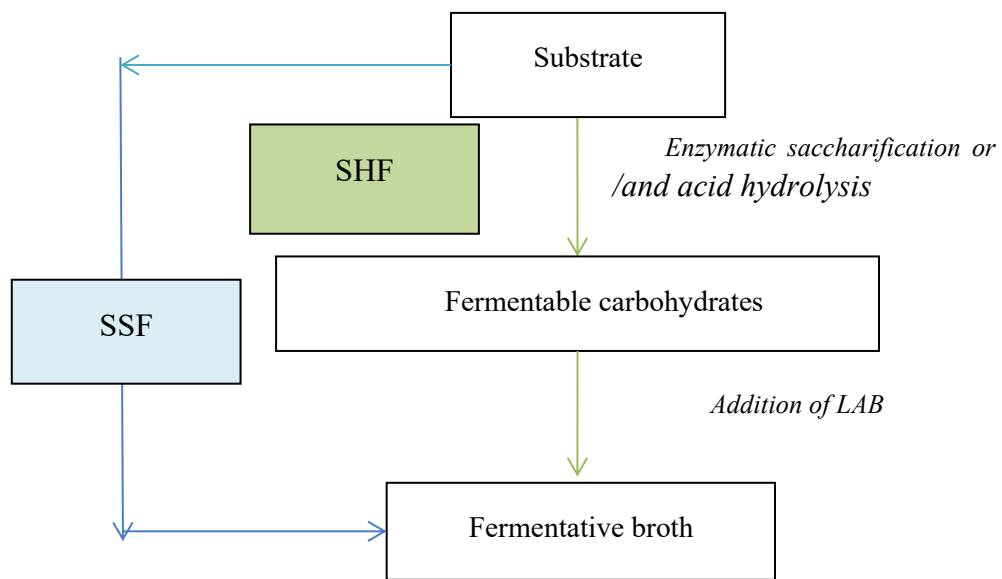 Substrate
Enzymatic saccharification or
/and acid hydrolysis
SHF
Fermentable carbohydrates
SSF
Addition of LAB
Fermentative broth